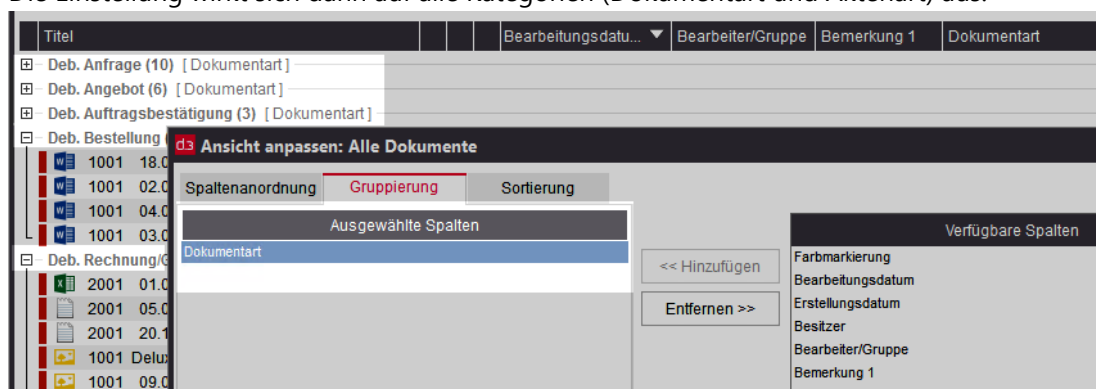 Die Einstellung wirkt sich dann auf alle Kategorien (Dokumentart und Aktenart) aus.
Titel Bearbeitungsdatu... Bearbeiter/Gruppe Bemerkung 1 Dokumentart
Deb. Anfrage (10) [ Dokumentart ]
Deb. Angebot (6) [ Dokumentart ]
Deb. Auftragsbestätigung (3) [ Dokumentart ]
Deb. Bestellung (
d3 Ansicht anpassen: Alle Dokumente
1001 18.0
1001 02.0
1001 04.0
1001 03.0
Spaltenanordnung Gruppierung Sortierung
Ausgewählte Spalten
Verfügbare Spalten
Deb. Rechnung/G
Dokumentart
<< Hinzufügen
Entfernen >>
Farbmarkierung
Bearbeitungsdatum
Erstellungsdatum
Besitzer
Bearbeiter/Gruppe
Bemerkung 1
2001 01.0
2001 05.0
2001 20.1
1001 Delux
1001 09.0